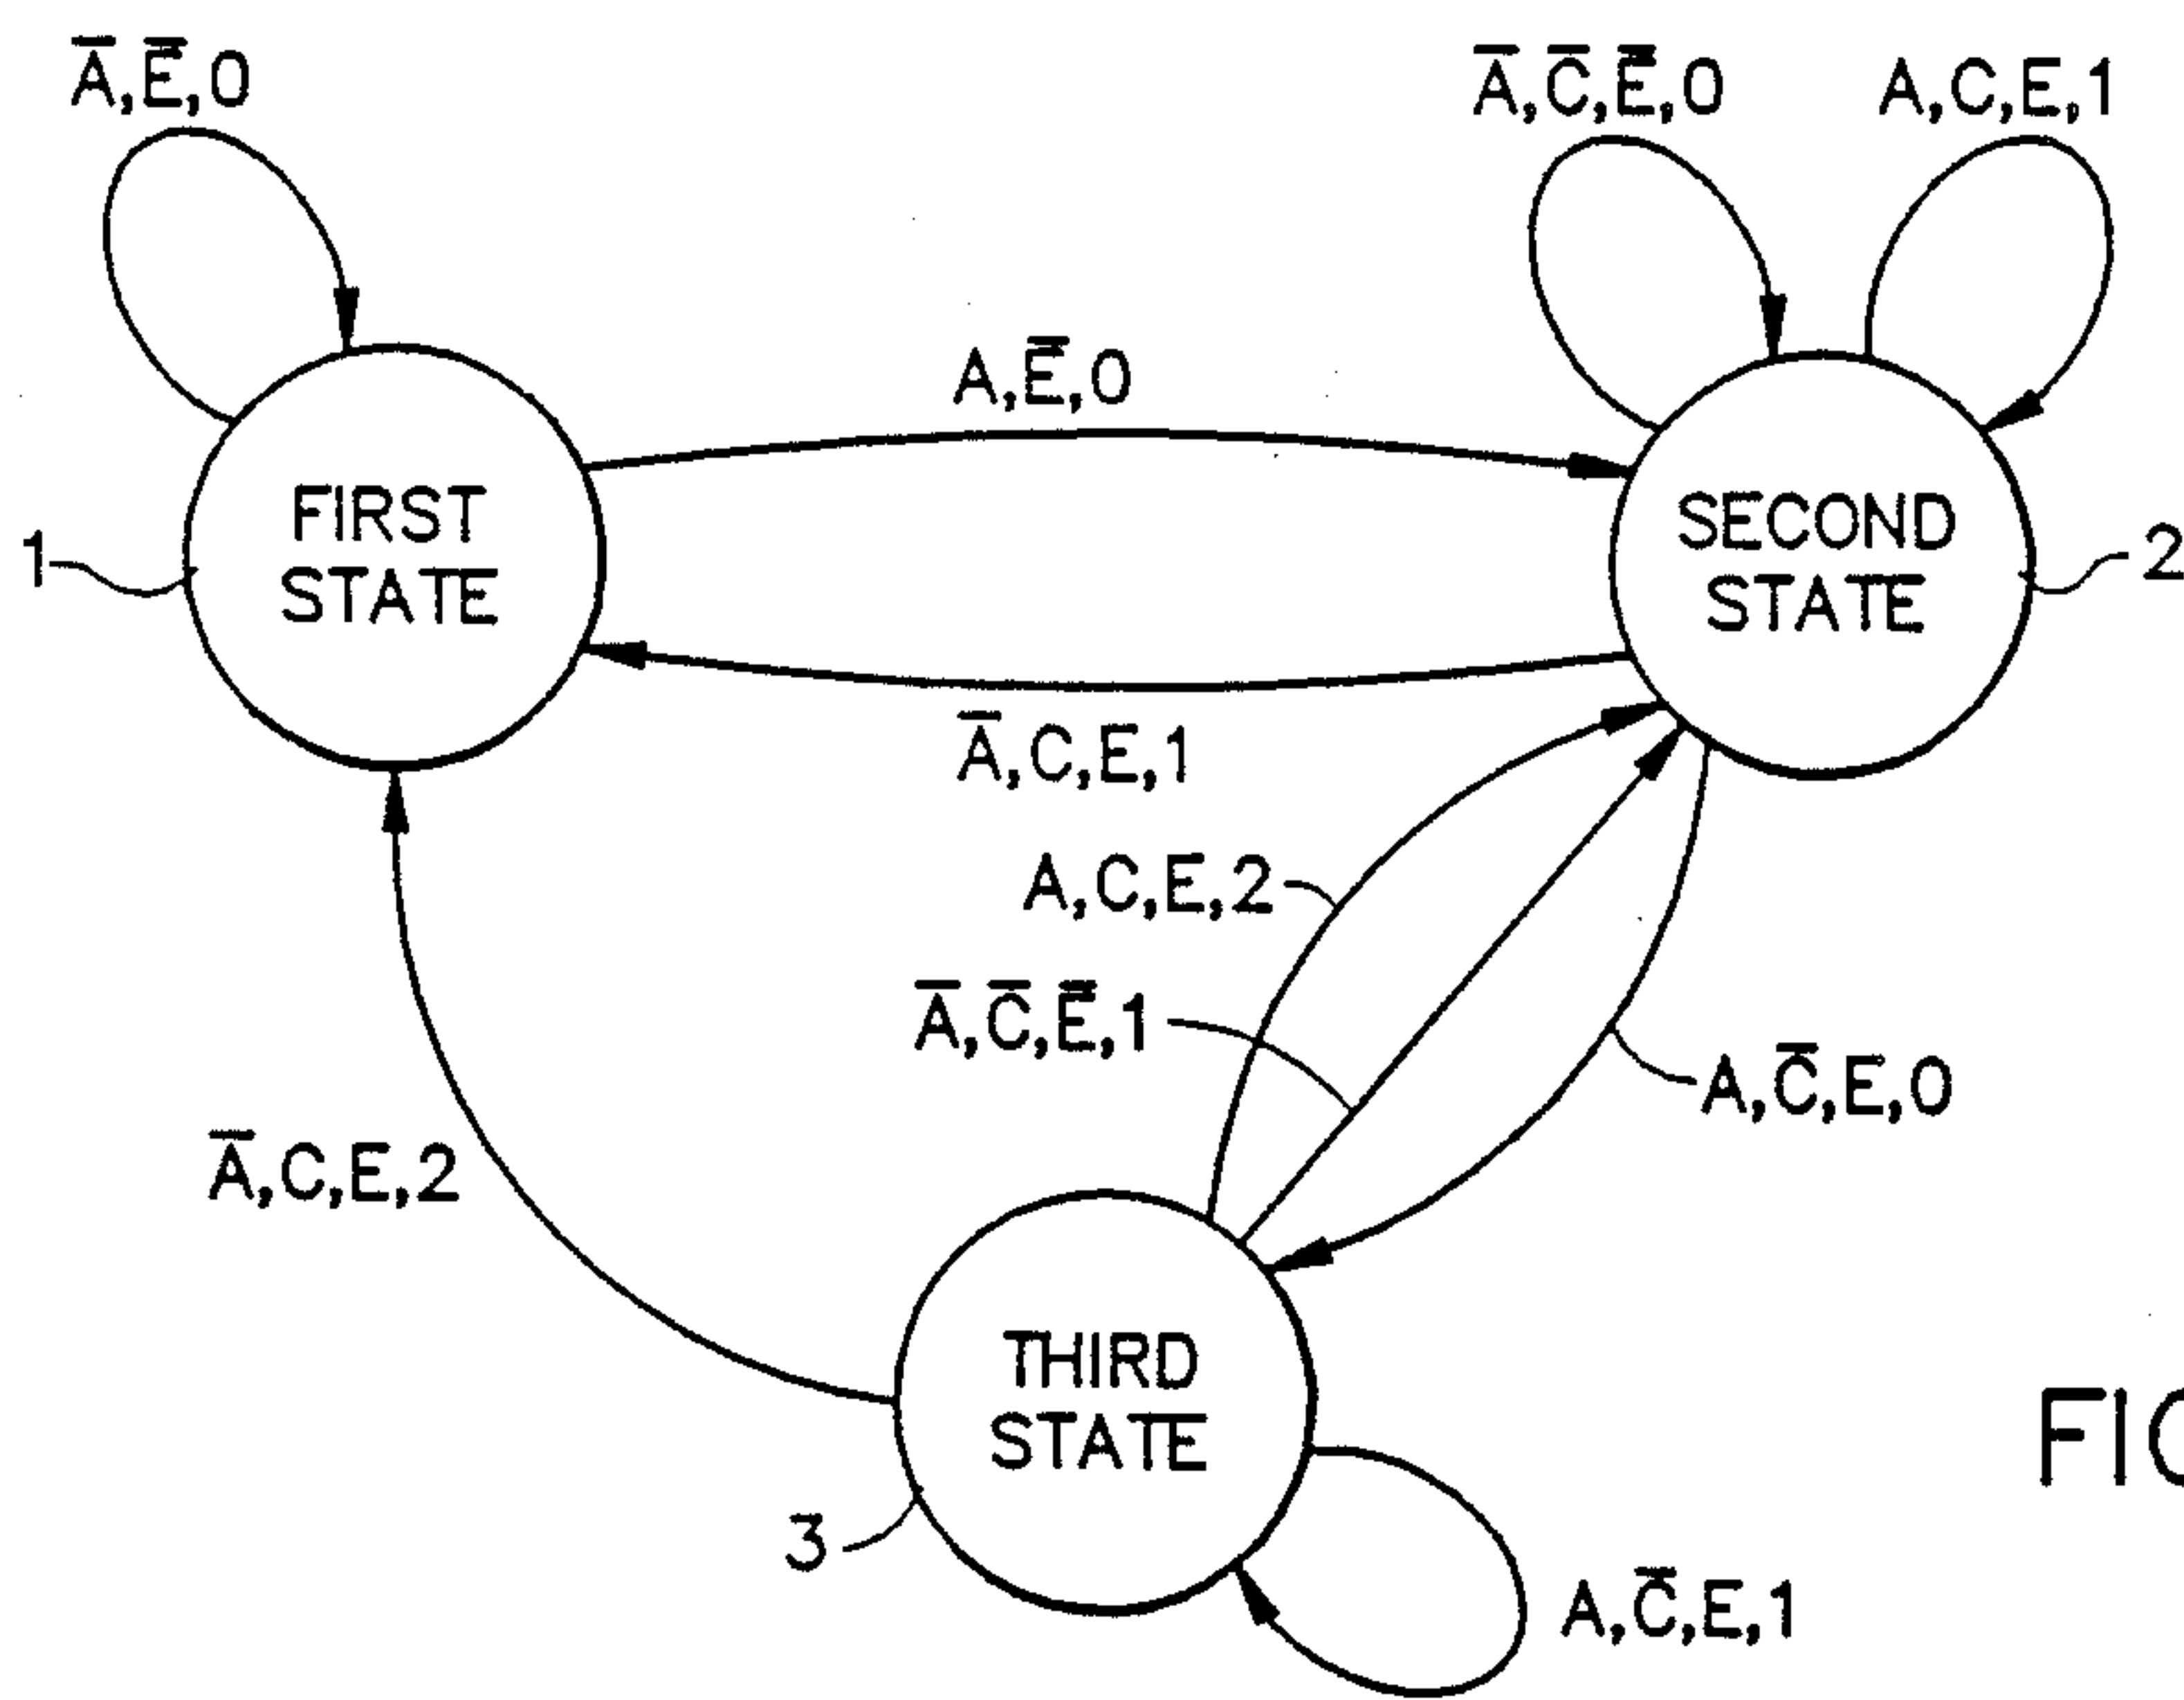 A̅,E̅,0
A̅,C̅,E̅,0
A,C,E,1
A,E̅,0
FIRST
STATE
1
SECOND
STATE
2
A̅,C,E,1
A,C,E,2
A̅,C̅,E̅,1
A,C̅,E,0
A̅,C,E,2
THIRD
STATE
3
A,C̅,E,1